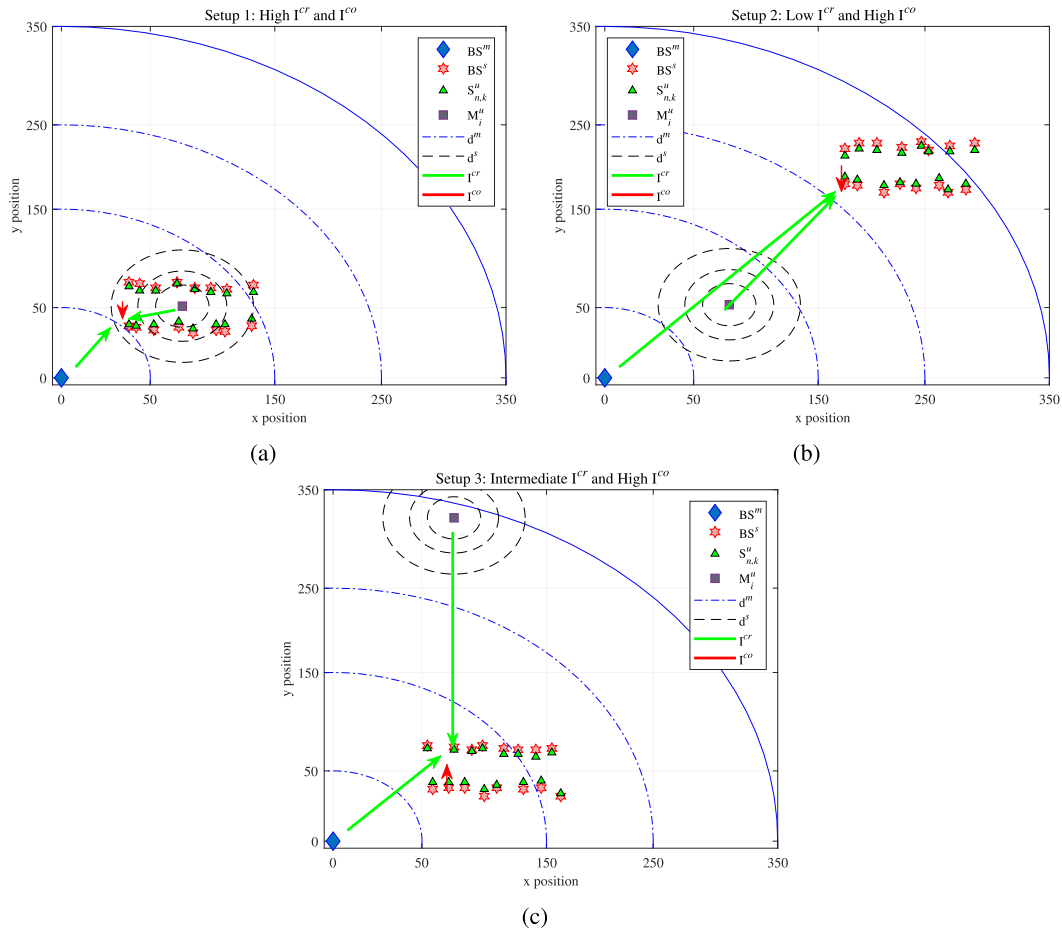 Setup 1: High I^cr and I^co
350
250
150
50
0
y position
0
50
150
250
350
x position
BS^m
BS^s
S^u_n,k
M^u_i
d^m
d^s
I^cr
I^co
(a)
Setup 2: Low I^cr and High I^co
350
250
150
50
0
y position
0
50
150
250
350
x position
BS^m
BS^s
S^u_n,k
M^u_i
d^m
d^s
I^cr
I^co
(b)
Setup 3: Intermediate I^cr and High I^co
350
250
150
50
0
y position
0
50
150
250
350
x position
BS^m
BS^s
S^u_n,k
M^u_i
d^m
d^s
I^cr
I^co
(c)